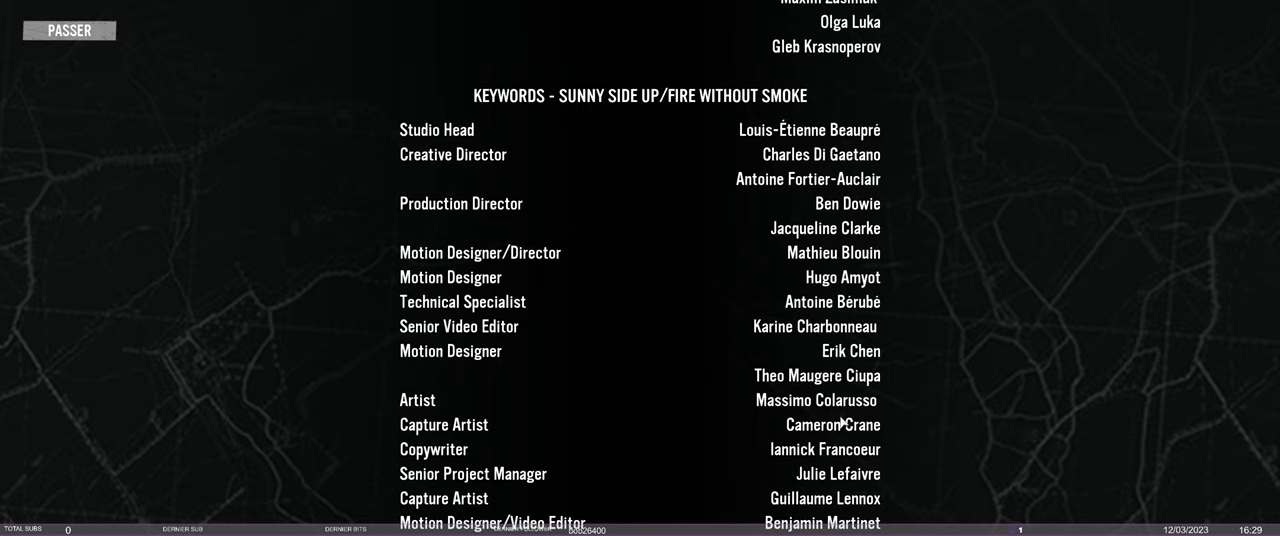 PASSER
Olga Luka
Gleb Krasnoperov
KEYWORDS - SUNNY SIDE UP/FIRE WITHOUT SMOKE
Studio Head Louis-Étienne Beaupré
Creative Director Charles Di Gaetano
Antoine Fortier-Auclair
Production Director Ben Dowie
Jacqueline Clarke
Motion Designer/Director Mathieu Blouin
Motion Designer Hugo Amyot
Technical Specialist Antoine Bérubé
Senior Video Editor Karine Charbonneau
Motion Designer Erik Chen
Theo Maugere Ciupa
Artist Massimo Colarusso
Capture Artist Cameron Crane
Copywriter Iannick Francoeur
Senior Project Manager Julie Lefaivre
Capture Artist Guillaume Lennox
Motion Designer/Video Editor Benjamin Martinet
TOTAL SUBS 0 DERNIER SUB DERNIER BITS 1 12/03/2023 16:29